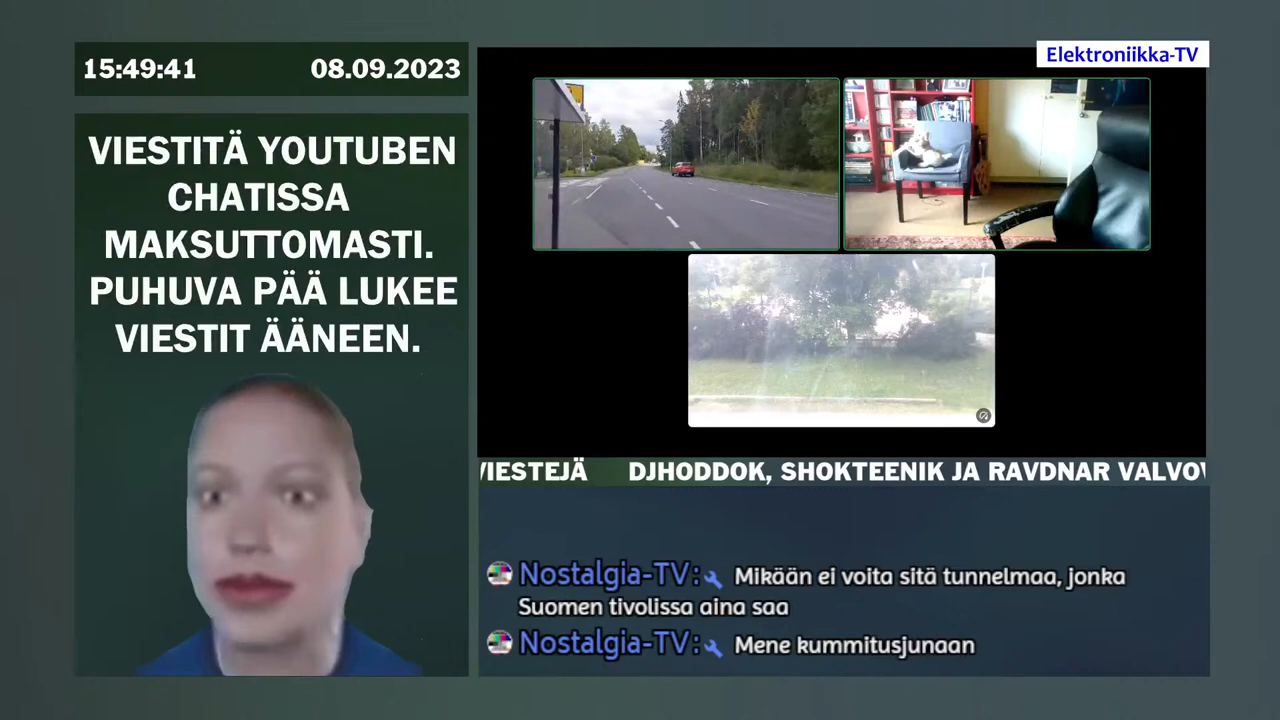 15:49:41 08.09.2023
VIESTITÄ YOUTUBEN
CHATISSA
MAKSUTTOMASTI.
PUHUVA PÄÄ LUKEE
VIESTIT ÄÄNEEN.
Elektroniikka-TV
VIESTEJÄ DJHODDOK, SHOKTEENIK JA RAVDNAR VALVOV
Nostalgia-TV: Mikään ei voita sitä tunnelmaa, jonka
Suomen tivolissa aina saa
Nostalgia-TV: Mene kummitusjunaan